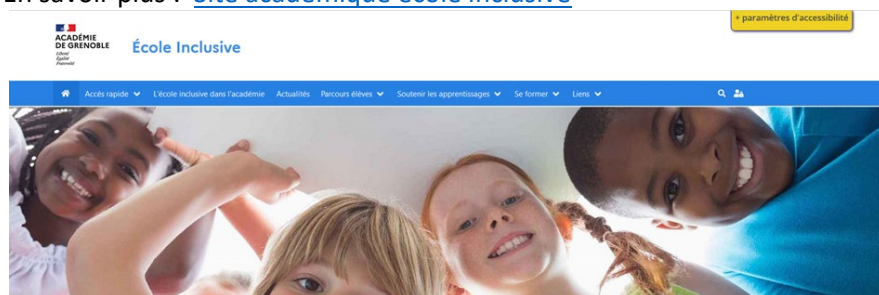 En savoir plus : Site académique école inclusive
+ paramètres d'accessibilité
ACADÉMIE
DE GRENOBLE
Liberté
Égalité
Fraternité
École Inclusive
Accès rapide L'école inclusive dans l'académie Actualités Parcours élèves Soutenir les apprentissages Se former Liens